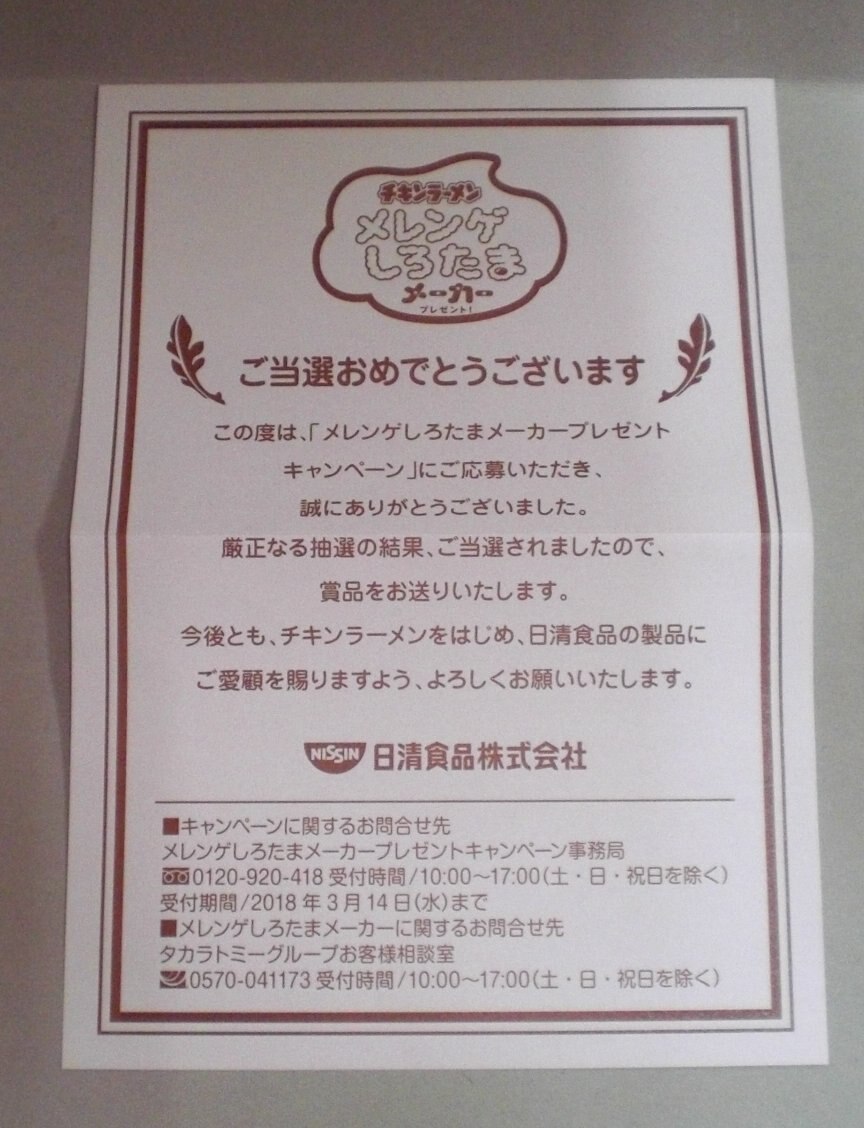 チキンラーメン
メレンゲ
しろたま
メーカー
プレゼント!
ご当選おめでとうございます
この度は、「メレンゲしろたまメーカープレゼント
キャンペーン」にご応募いただき、
誠にありがとうございました。
厳正なる抽選の結果、ご当選されましたので、
賞品をお送りいたします。
今後とも、チキンラーメンをはじめ、日清食品の製品に
ご愛顧を賜りますよう、よろしくお願いいたします。
NISSIN 日清食品株式会社
■キャンペーンに関するお問合せ先
メレンゲしろたまメーカープレゼントキャンペーン事務局
0120-920-418 受付時間/10:00〜17:00(土・日・祝日を除く)
受付期間/2018年3月14日(水)まで
■メレンゲしろたまメーカーに関するお問合せ先
タカラトミーグループお客様相談室
0570-041173 受付時間/10:00〜17:00(土・日・祝日を除く)